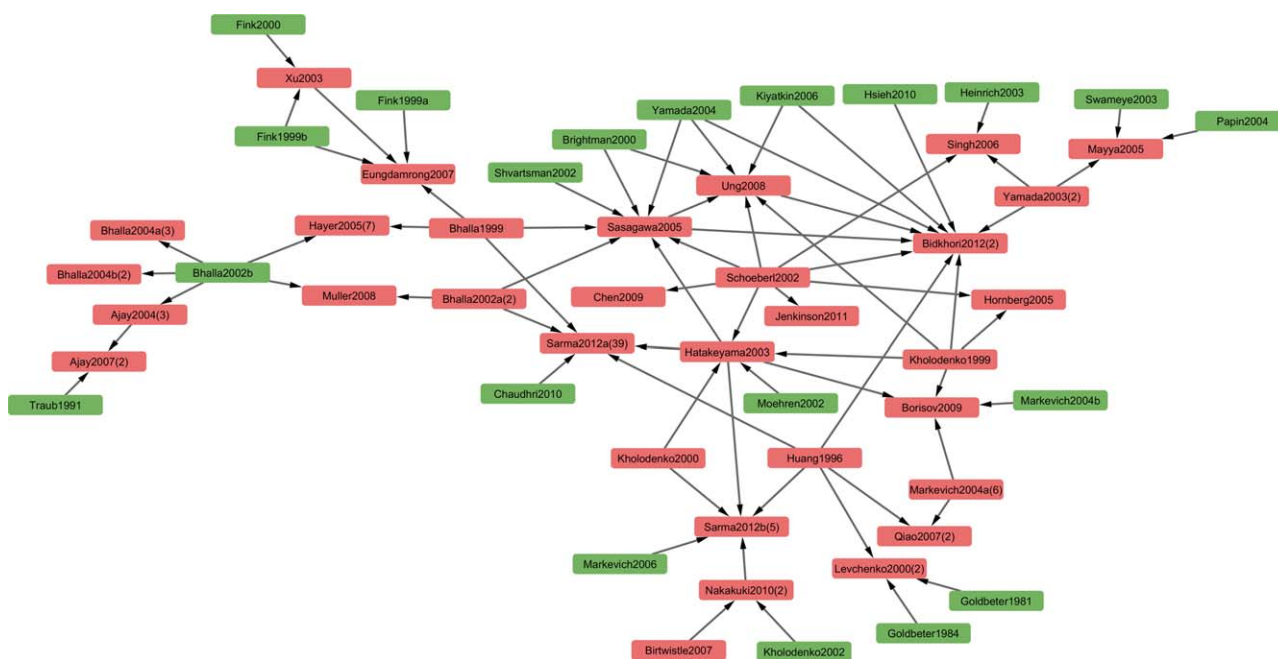 Fink2000
Xu2003
Fink1999a
Fink1999b
Eungdamrong2007
Yamada2004
Kiyatkin2006
Hsieh2010
Heinrich2003
Swameye2003
Papin2004
Brightman2000
Singh2006
Mayya2005
Shvartsman2002
Ung2008
Yamada2003(2)
Bhalla2004a(3)
Hayer2005(7)
Bhalla1999
Sasagawa2005
Bidkhori2012(2)
Bhalla2004b(2)
Bhalla2002b
Schoeberl2002
Muller2008
Bhalla2002a(2)
Chen2009
Hornberg2005
Ajay2004(3)
Jenkinson2011
Sarma2012a(39)
Hatakeyama2003
Kholodenko1999
Ajay2007(2)
Chaudhri2010
Traub1991
Moehren2002
Borisov2009
Markevich2004b
Kholodenko2000
Huang1996
Markevich2004a(6)
Sarma2012b(5)
Qiao2007(2)
Markevich2006
Levchenko2000(2)
Nakakuki2010(2)
Goldbeter1981
Goldbeter1984
Birtwistle2007
Kholodenko2002